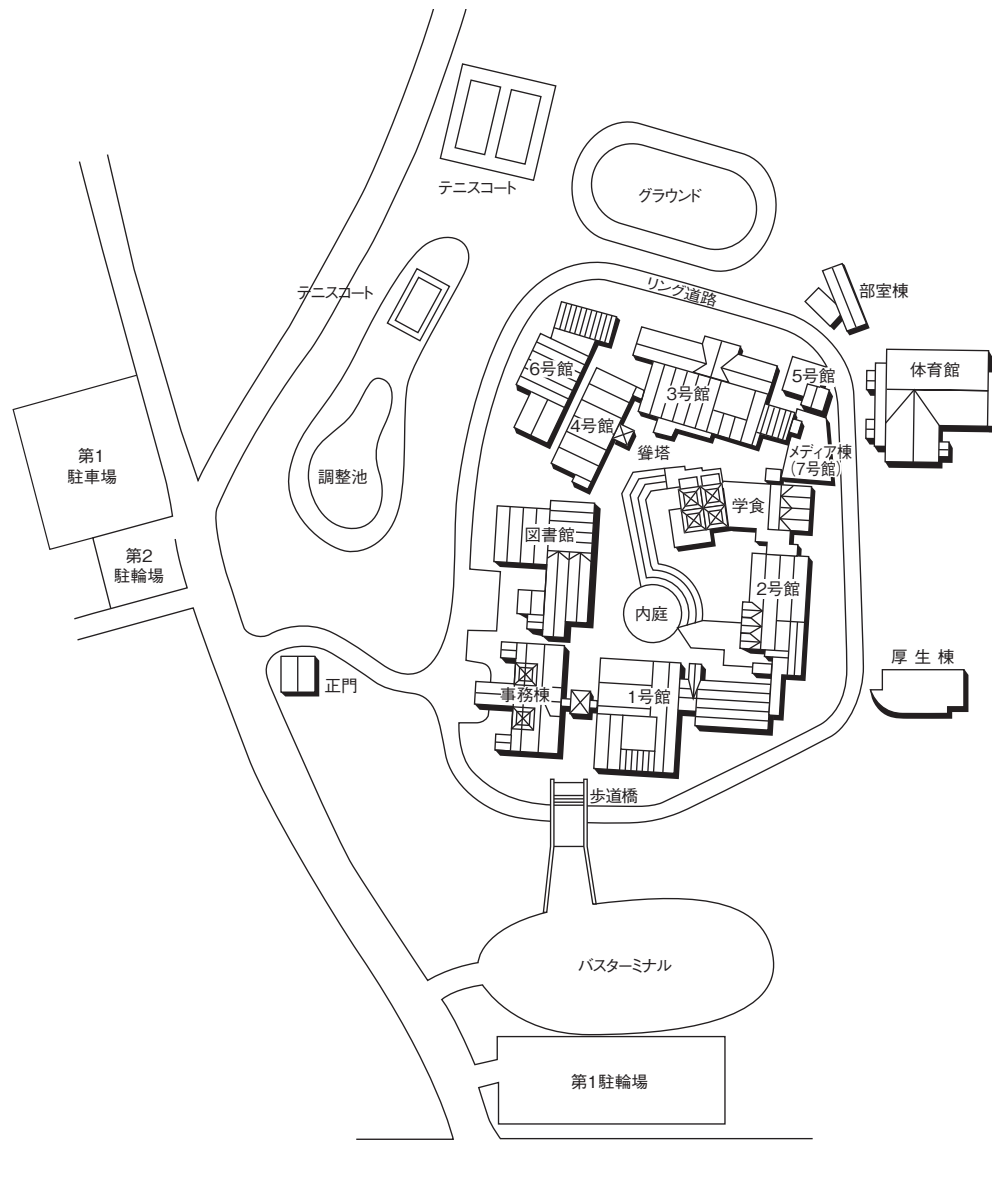 テニスコート
グラウンド
テニスコート
リング道路
部室棟
6号館
3号館
5号館
体育館
4号館
聳塔
メディア棟
(7号館)
第1
駐車場
調整池
学食
図書館
第2
駐輪場
2号館
内庭
厚生棟
正門
事務棟
1号館
歩道橋
バスターミナル
第1駐輪場